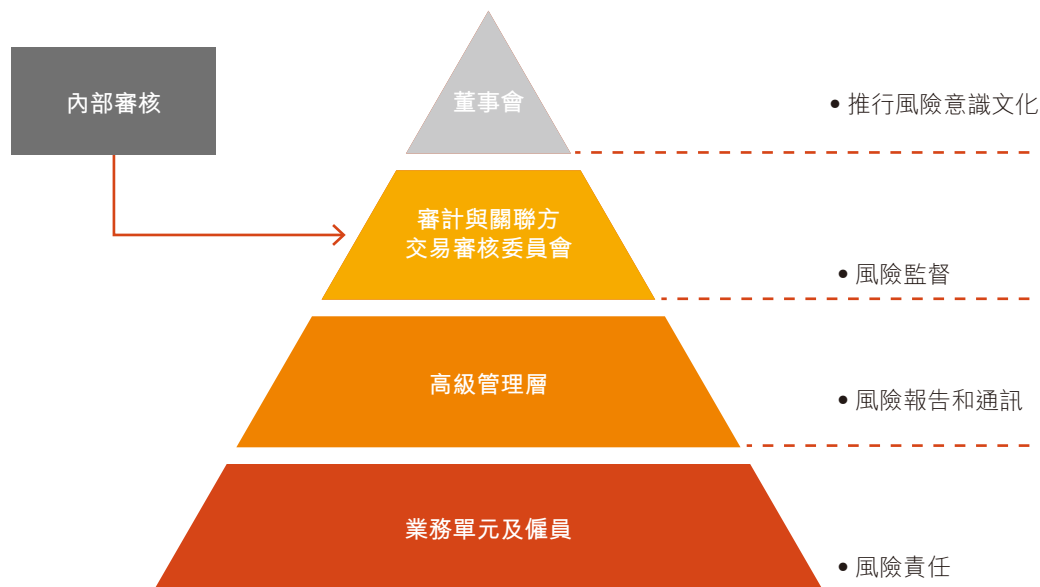 內部審核
董事會
• 推行風險意識文化
審計與關聯方
交易審核委員會
• 風險監督
高級管理層
• 風險報告和通訊
業務單元及僱員
• 風險責任